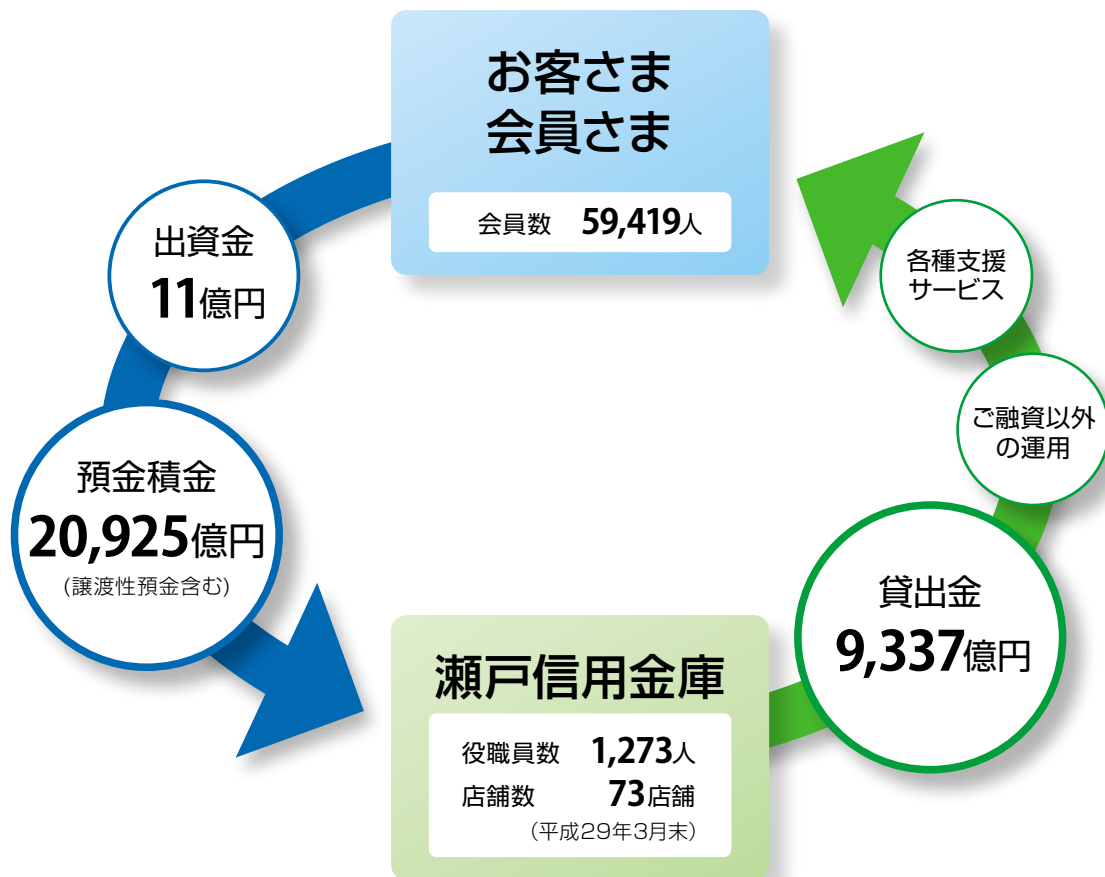 お客さま
会員さま
会員数 59,419人
出資金
11億円
預金積金
20,925億円
(譲渡性預金含む)
瀬戸信用金庫
役職員数 1,273人
店舗数 73店舗
(平成29年3月末)
貸出金
9,337億円
ご融資以外
の運用
各種支援
サービス